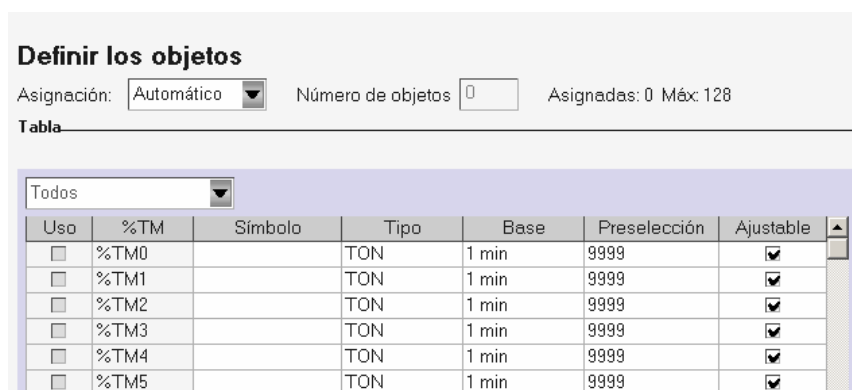 Definir los objetos
Asignación: Automático Número de objetos 0 Asignadas: 0 Máx: 128
Tabla
Todos
Uso %TM Símbolo Tipo Base Preselección Ajustable
%TM0 TON 1 min 9999
%TM1 TON 1 min 9999
%TM2 TON 1 min 9999
%TM3 TON 1 min 9999
%TM4 TON 1 min 9999
%TM5 TON 1 min 9999